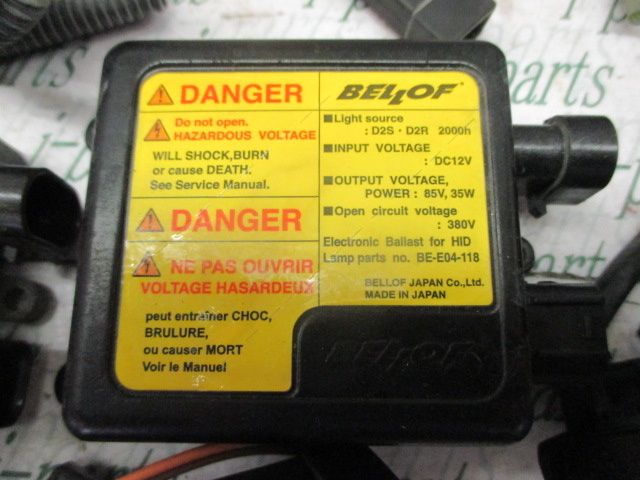 DANGER
Do not open.
HAZARDOUS VOLTAGE
WILL SHOCK,BURN
or cause DEATH.
See Service Manual.
DANGER
NE PAS OUVRIR
VOLTAGE HASARDEUX
peut entraîner CHOC,
BRULURE,
ou causer MORT
Voir le Manuel
BELLOF®
■Light source
: D2S · D2R 2000h
■INPUT VOLTAGE
: DC12V
■OUTPUT VOLTAGE,
POWER : 85V, 35W
■Open circuit voltage
: 380V
Electronic Ballast for HID
Lamp parts no. BE-E04-118
BELLOF JAPAN Co.,Ltd.
MADE IN JAPAN
BELLOF